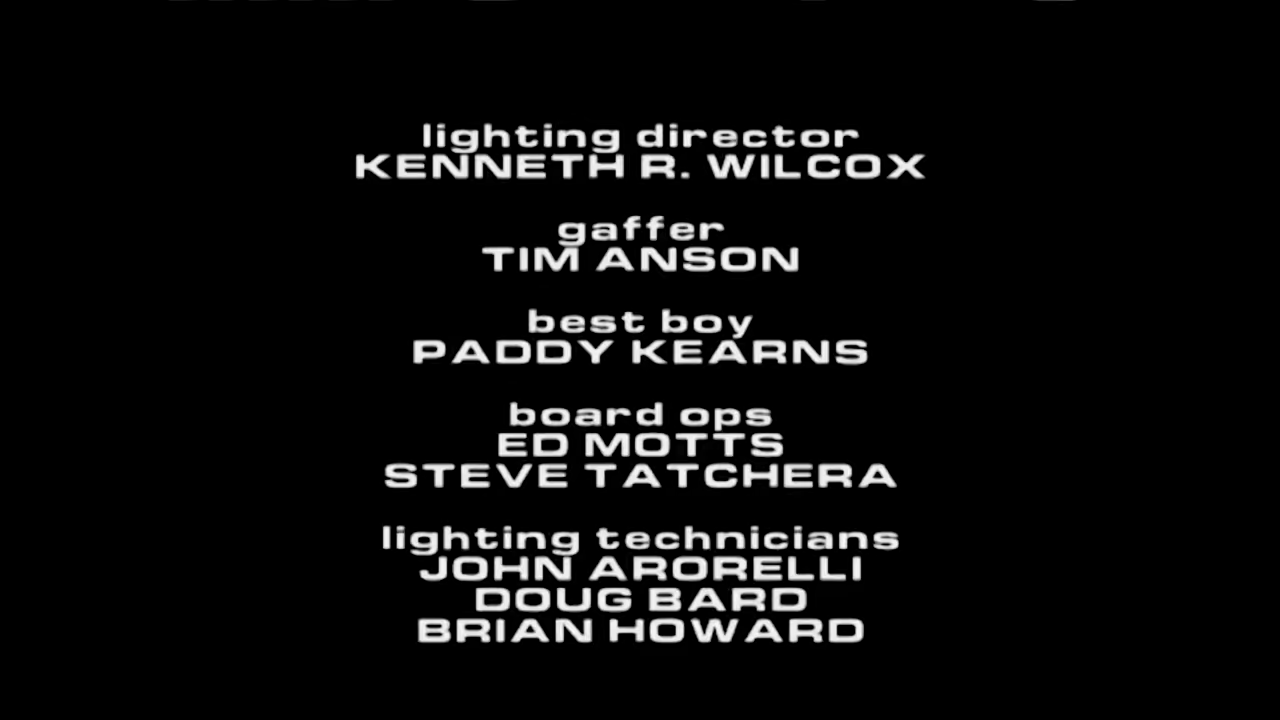 lighting director
KENNETH R. WILCOX
gaffer
TIM ANSON
best boy
PADDY KEARNS
board ops
ED MOTTS
STEVE TATCHERA
lighting technicians
JOHN ARORELLI
DOUG BARD
BRIAN HOWARD